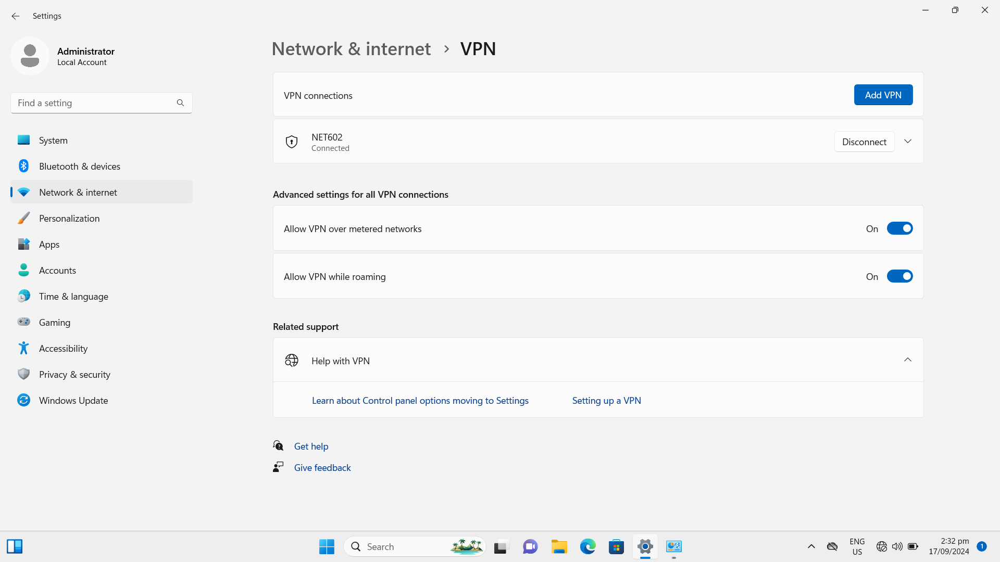 Settings
Administrator
Local Account
Find a setting
System
Bluetooth & devices
Network & internet
Personalization
Apps
Accounts
Time & language
Gaming
Accessibility
Privacy & security
Windows Update
Network & internet > VPN
VPN connections
Add VPN
NET602
Connected
Disconnect
Advanced settings for all VPN connections
Allow VPN over metered networks
On
Allow VPN while roaming
On
Related support
Help with VPN
Learn about Control panel options moving to Settings
Setting up a VPN
Get help
Give feedback
Search
ENG
US
2:32 pm
17/09/2024
1